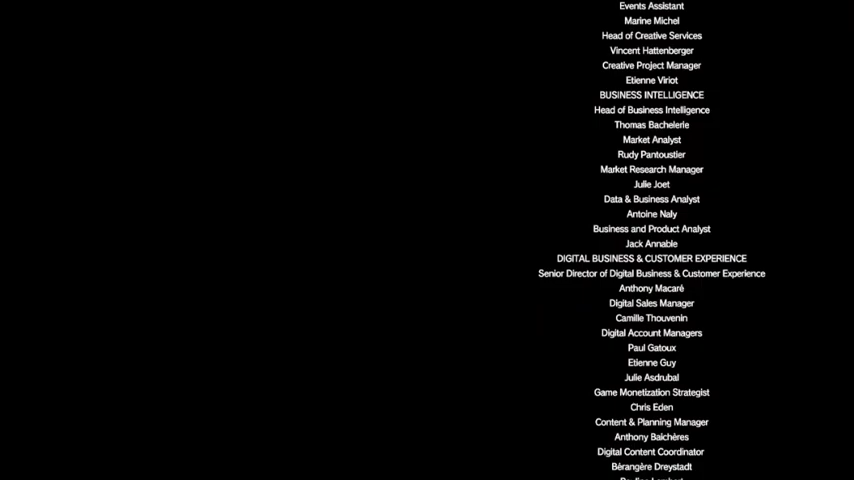 Events Assistant
Marine Michel
Head of Creative Services
Vincent Hattenberger
Creative Project Manager
Etienne Viriot
BUSINESS INTELLIGENCE
Head of Business Intelligence
Thomas Bachelerie
Market Analyst
Rudy Pantoustier
Market Research Manager
Julie Joet
Data & Business Analyst
Antoine Naly
Business and Product Analyst
Jack Annable
DIGITAL BUSINESS & CUSTOMER EXPERIENCE
Senior Director of Digital Business & Customer Experience
Anthony Macaré
Digital Sales Manager
Camille Thouvenin
Digital Account Managers
Paul Gatoux
Etienne Guy
Julie Asdrubal
Game Monetization Strategist
Chris Eden
Content & Planning Manager
Anthony Balchères
Digital Content Coordinator
Bérangère Dreystadt